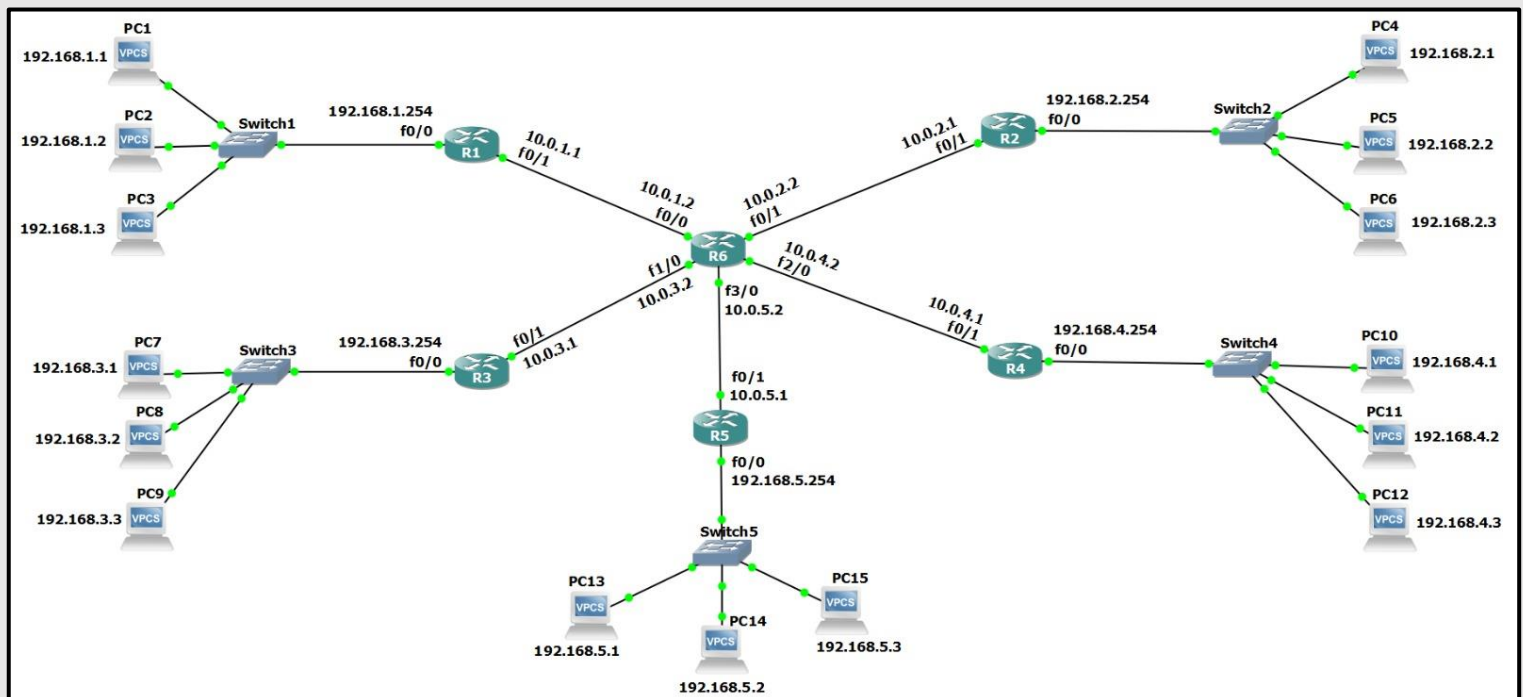 PC1
VPCS
192.168.1.1
PC2
VPCS
192.168.1.2
PC3
VPCS
192.168.1.3
Switch1
192.168.1.254
f0/0
R1
10.0.1.1
f0/1
10.0.1.2
f0/0
PC4
VPCS
192.168.2.1
PC5
VPCS
192.168.2.2
PC6
VPCS
192.168.2.3
Switch2
192.168.2.254
f0/0
R2
10.0.2.1
f0/1
10.0.2.2
f0/1
R6
f1/0
10.0.3.2
f3/0
10.0.5.2
10.0.4.2
f2/0
PC7
VPCS
192.168.3.1
PC8
VPCS
192.168.3.2
PC9
VPCS
192.168.3.3
Switch3
192.168.3.254
f0/0
R3
f0/1
10.0.3.1
10.0.4.1
f0/1
R4
192.168.4.254
f0/0
Switch4
PC10
VPCS
192.168.4.1
PC11
VPCS
192.168.4.2
PC12
VPCS
192.168.4.3
f0/1
10.0.5.1
R5
f0/0
192.168.5.254
Switch5
PC13
VPCS
192.168.5.1
PC14
VPCS
192.168.5.2
PC15
VPCS
192.168.5.3